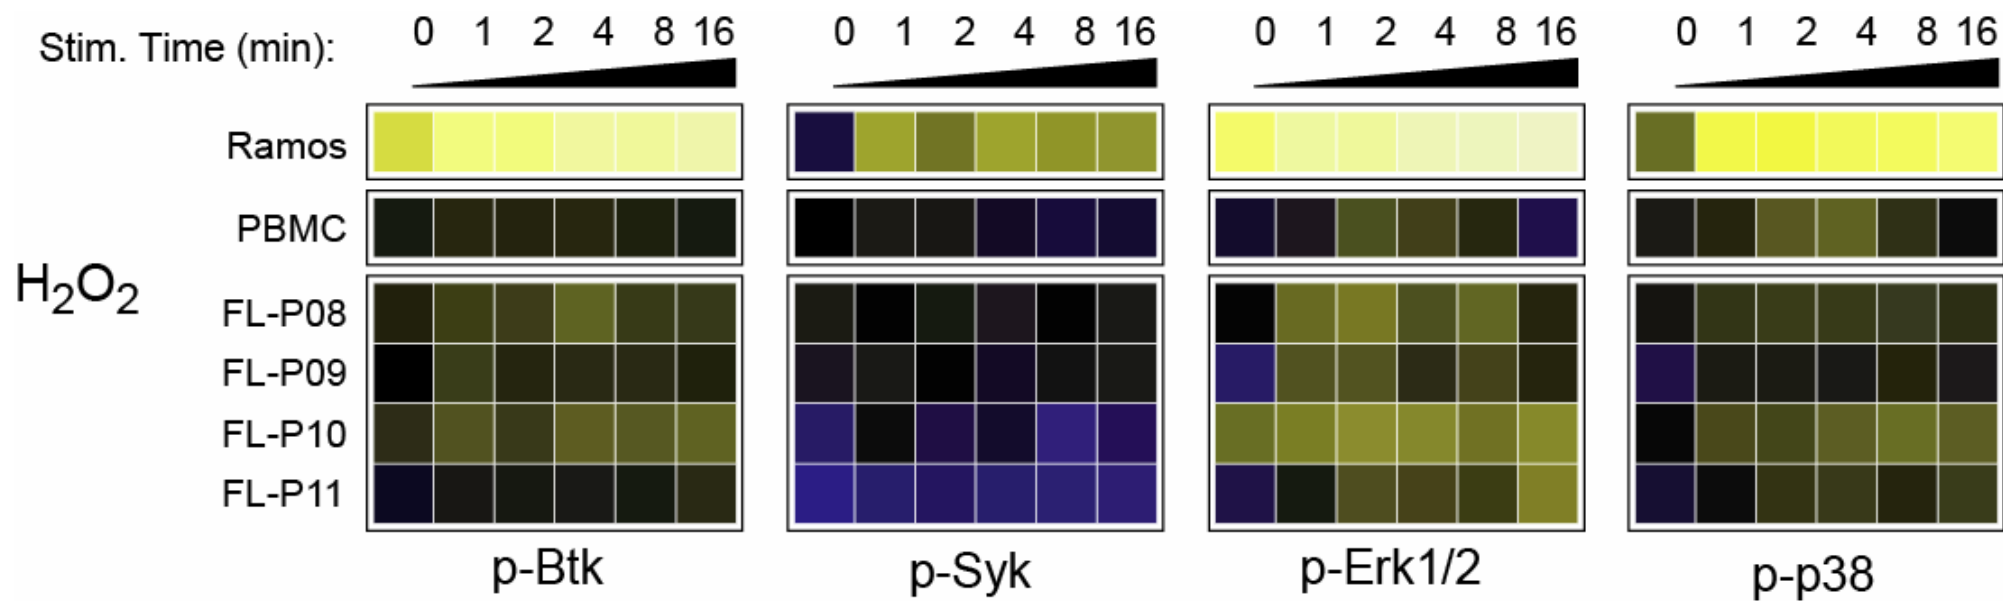 Stim. Time (min): 0 1 2 4 8 16 0 1 2 4 8 16 0 1 2 4 8 16 0 1 2 4 8 16
Ramos
PBMC
H₂O₂
FL-P08
FL-P09
FL-P10
FL-P11
p-Btk p-Syk p-Erk1/2 p-p38